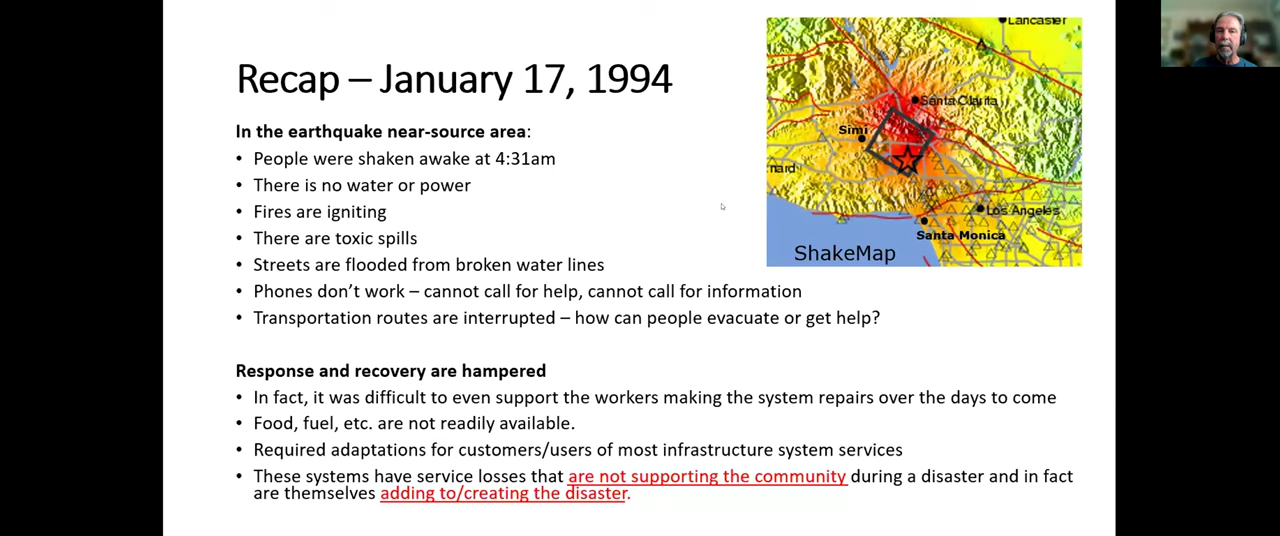 Recap – January 17, 1994
In the earthquake near-source area:
• People were shaken awake at 4:31am
• There is no water or power
• Fires are igniting
• There are toxic spills
• Streets are flooded from broken water lines
• Phones don’t work – cannot call for help, cannot call for information
• Transportation routes are interrupted – how can people evacuate or get help?
Response and recovery are hampered
• In fact, it was difficult to even support the workers making the system repairs over the days to come
• Food, fuel, etc. are not readily available.
• Required adaptations for customers/users of most infrastructure system services
• These systems have service losses that are not supporting the community during a disaster and in fact
are themselves adding to/creating the disaster.
Lancaster
Santa Clarita
Simi
nard
Los Angeles
Santa Monica
ShakeMap